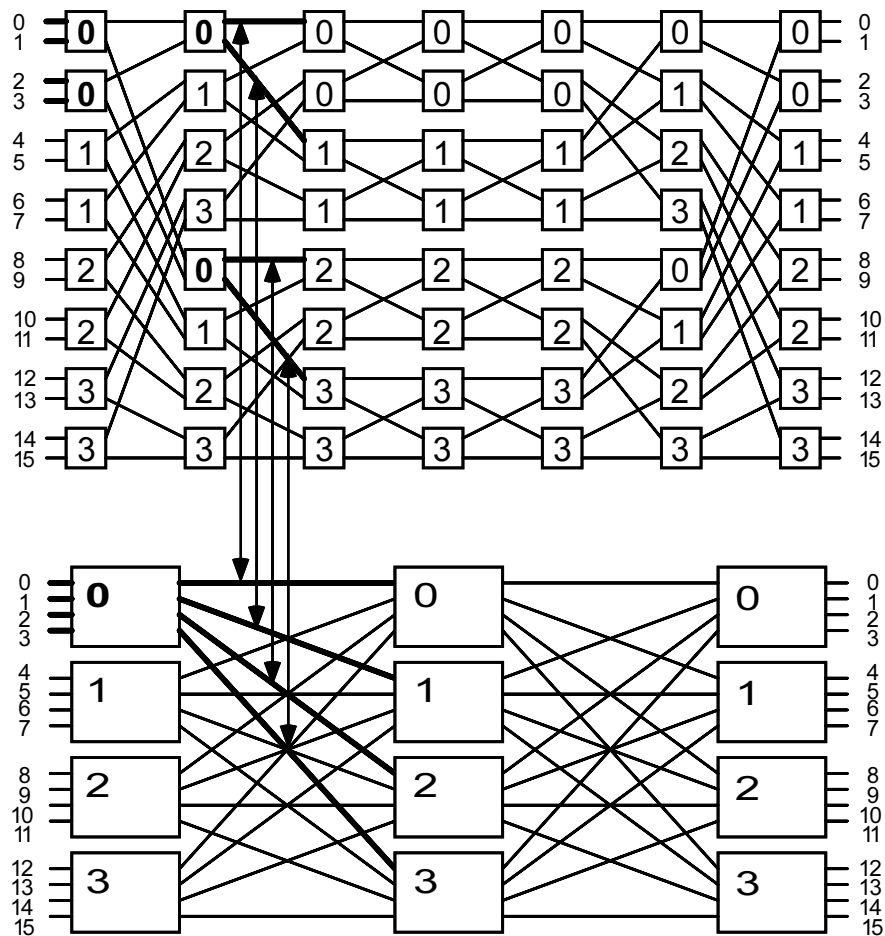 0 0 0 0 0 0 0 0 0
1 1
2 0 1 0 0 0 1 0 2
3 3
4 1 2 1 1 1 2 1 4
5 5
6 1 3 1 1 1 3 1 6
7 7
8 2 0 2 2 2 0 2 8
9 9
10 2 1 2 2 2 1 2 10
11 11
12 3 2 3 3 3 2 3 12
13 13
14 3 3 3 3 3 3 3 14
15 15
0 0 0 0 0
1 1
2 2
3 3
4 1 1 1 4
5 5
6 6
7 7
8 2 2 2 8
9 9
10 10
11 11
12 3 3 3 12
13 13
14 14
15 15